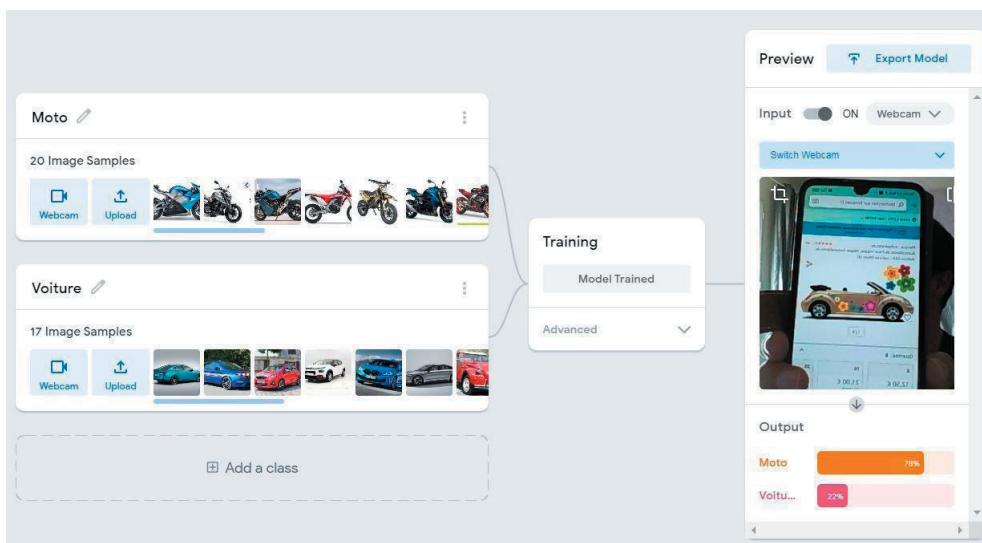 Moto
20 Image Samples
Webcam
Upload
Voiture
17 Image Samples
Webcam
Upload
Add a class
Training
Model Trained
Advanced
Preview
Export Model
Input ON Webcam
Switch Webcam
Output
Moto 78%
Voitu... 22%